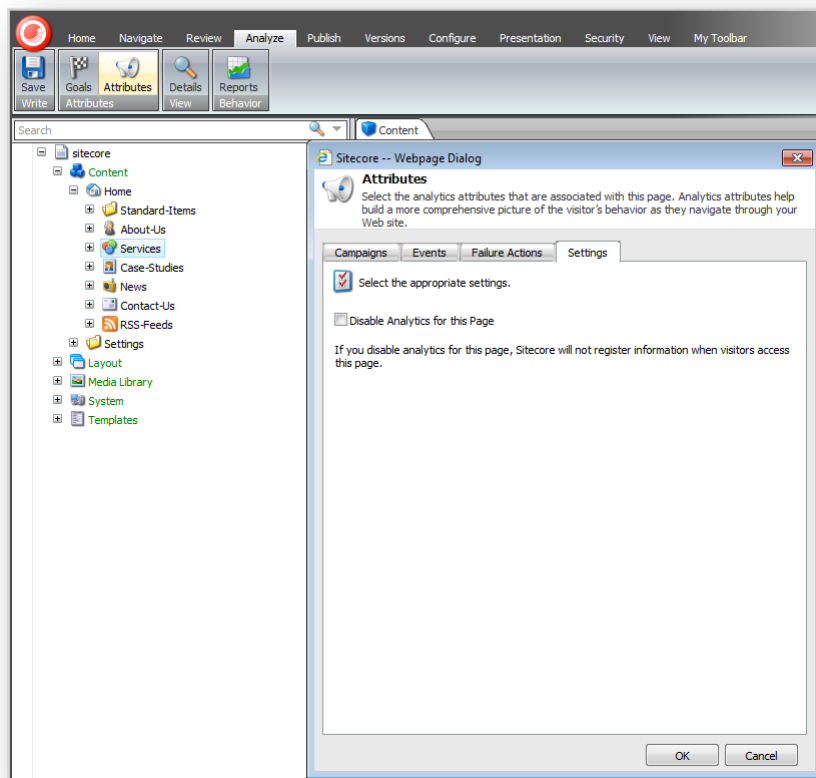 Home Navigate Review Analyze Publish Versions Configure Presentation Security View My Toolbar
Save Goals Attributes Details Reports
Write Attributes View Behavior
Search
Content
sitecore
Content
Home
Standard-Items
About-Us
Services
Case-Studies
News
Contact-Us
RSS-Feeds
Settings
Layout
Media Library
System
Templates
Sitecore -- Webpage Dialog
Attributes
Select the analytics attributes that are associated with this page. Analytics attributes help
build a more comprehensive picture of the visitor's behavior as they navigate through your
Web site.
Campaigns Events Failure Actions Settings
Select the appropriate settings.
Disable Analytics for this Page
If you disable analytics for this page, Sitecore will not register information when visitors access
this page.
OK Cancel